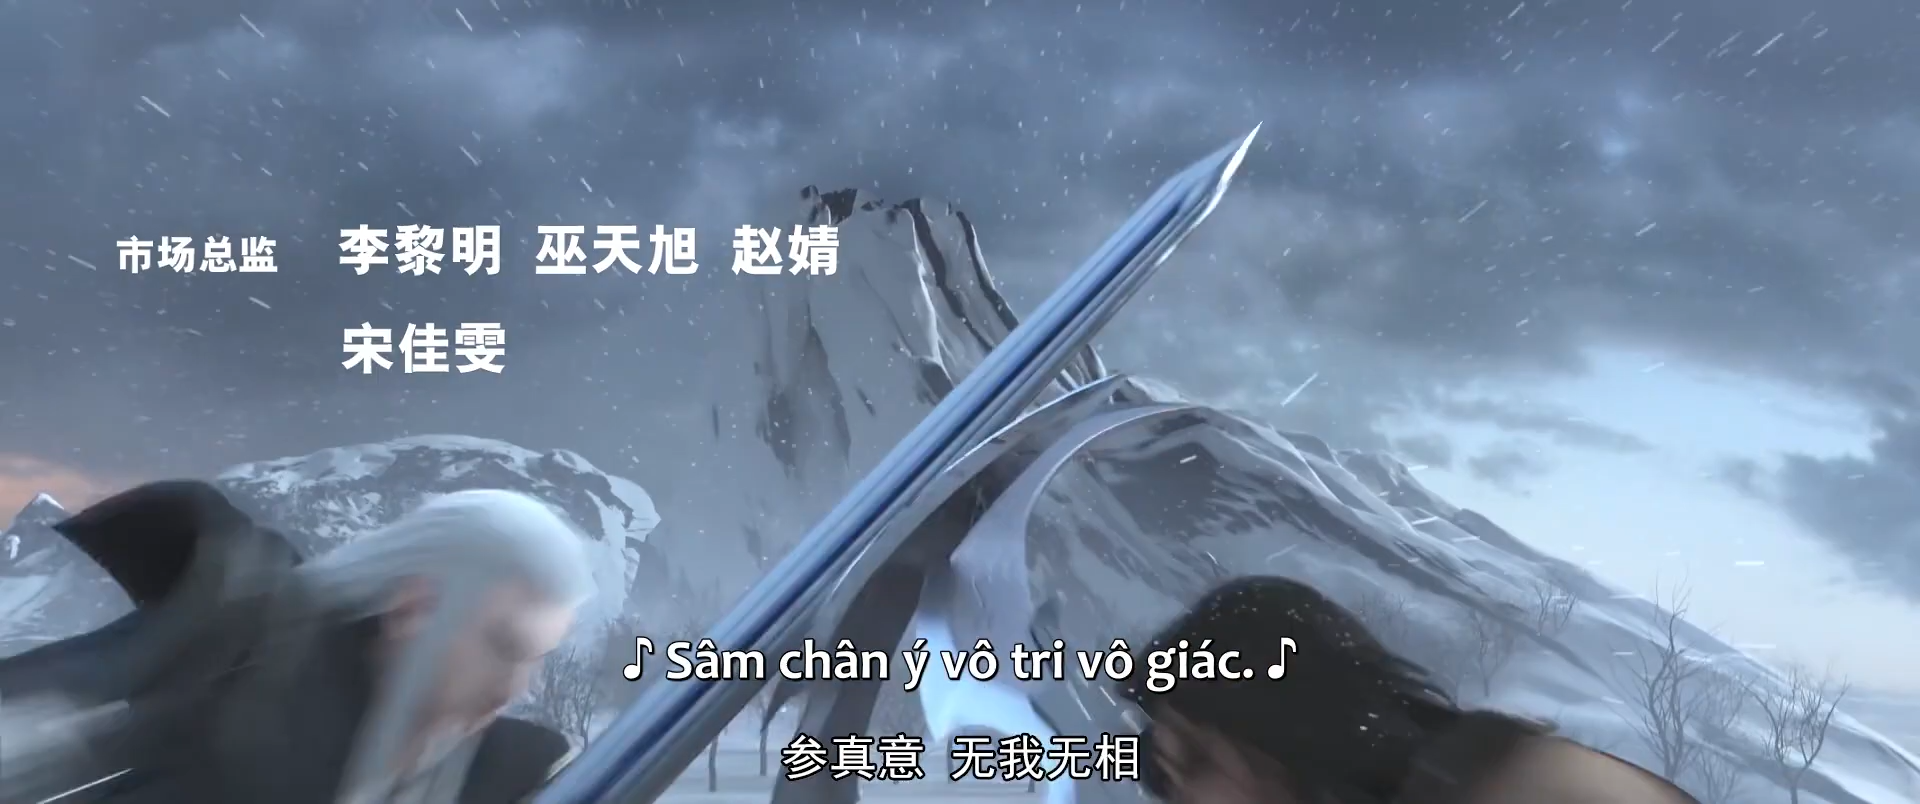 市场总监 李黎明 巫天旭 赵婧
宋佳雯
♪ Sâm chân ý vô tri vô giác. ♪
参真意 无我无相